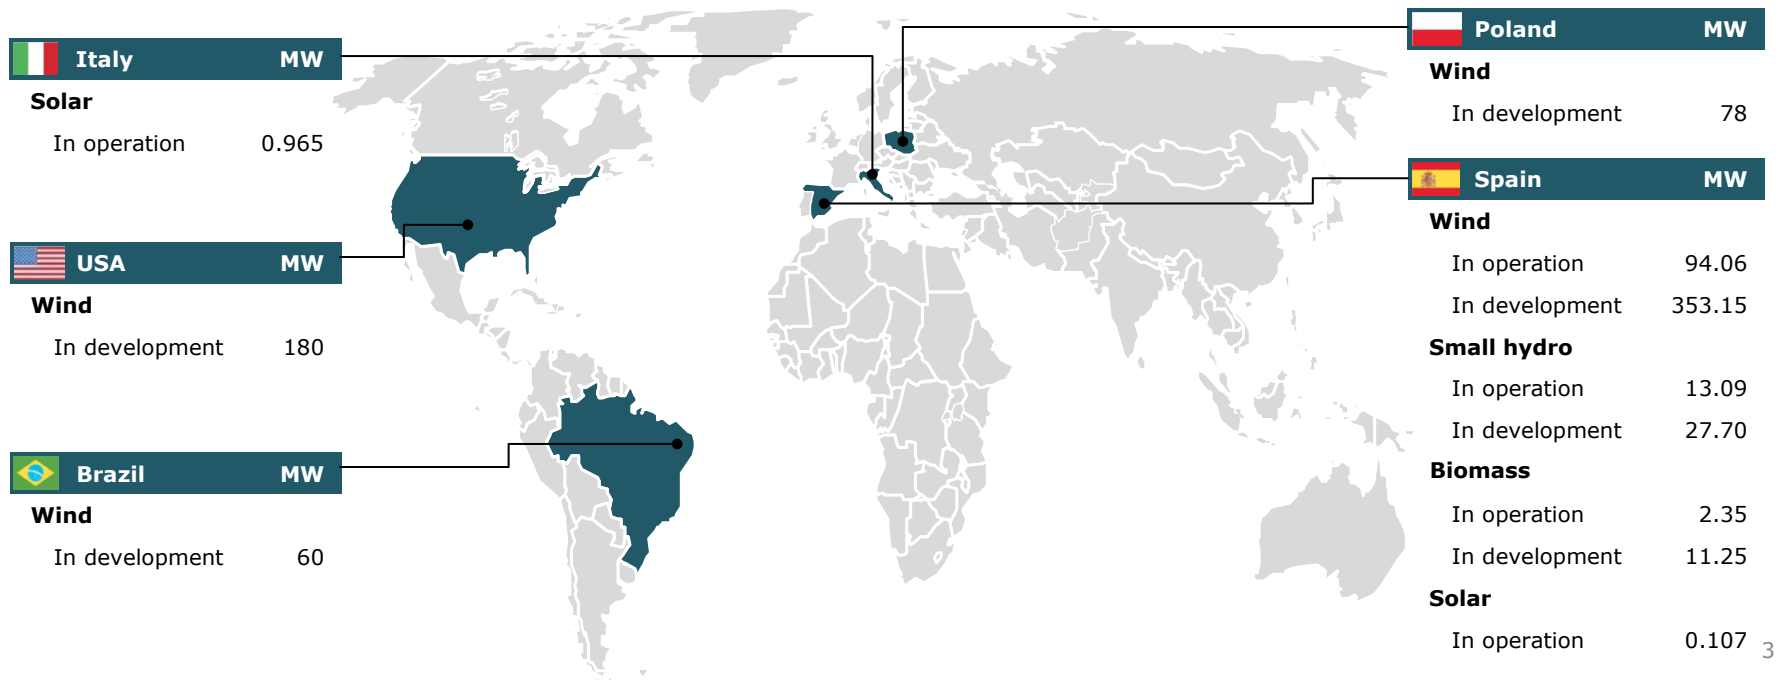 Italy MW
Solar
In operation 0.965
USA MW
Wind
In development 180
Brazil MW
Wind
In development 60
Poland MW
Wind
In development 78
Spain MW
Wind
In operation 94.06
In development 353.15
Small hydro
In operation 13.09
In development 27.70
Biomass
In operation 2.35
In development 11.25
Solar
In operation 0.107
3